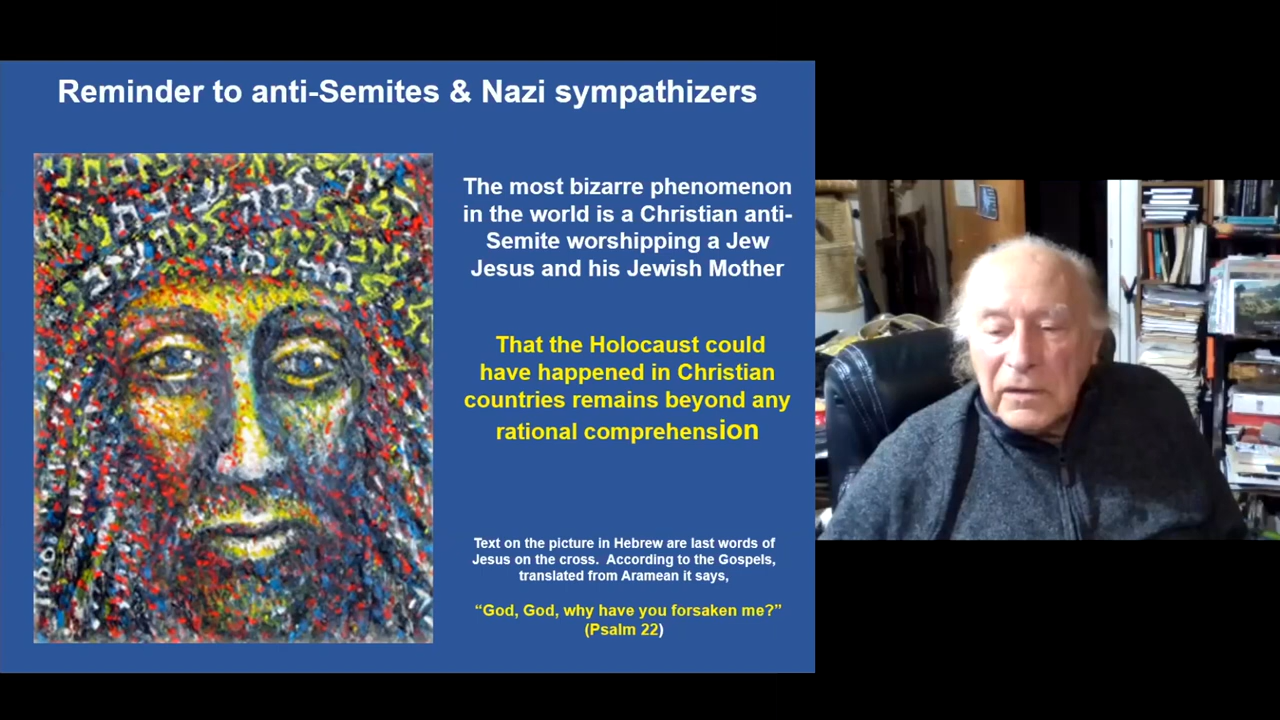 Reminder to anti-Semites & Nazi sympathizers
The most bizarre phenomenon
in the world is a Christian anti-
Semite worshipping a Jew
Jesus and his Jewish Mother
That the Holocaust could
have happened in Christian
countries remains beyond any
rational comprehension
Text on the picture in Hebrew are last words of
Jesus on the cross. According to the Gospels,
translated from Aramean it says,
“God, God, why have you forsaken me?”
(Psalm 22)